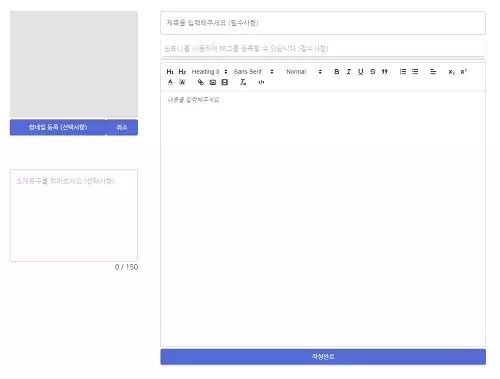 썸네일 등록 (선택사항) 취소
소개문구를 적어보세요 (선택사항)
0 / 150
제목을 입력해주세요 (필수사항)
쉼표(,)를 사용하여 태그를 등록할 수 있습니다 (필수사항)
H1 H2 Heading 3 Sans Serif Normal B I U S
내용을 입력해주세요
작성완료